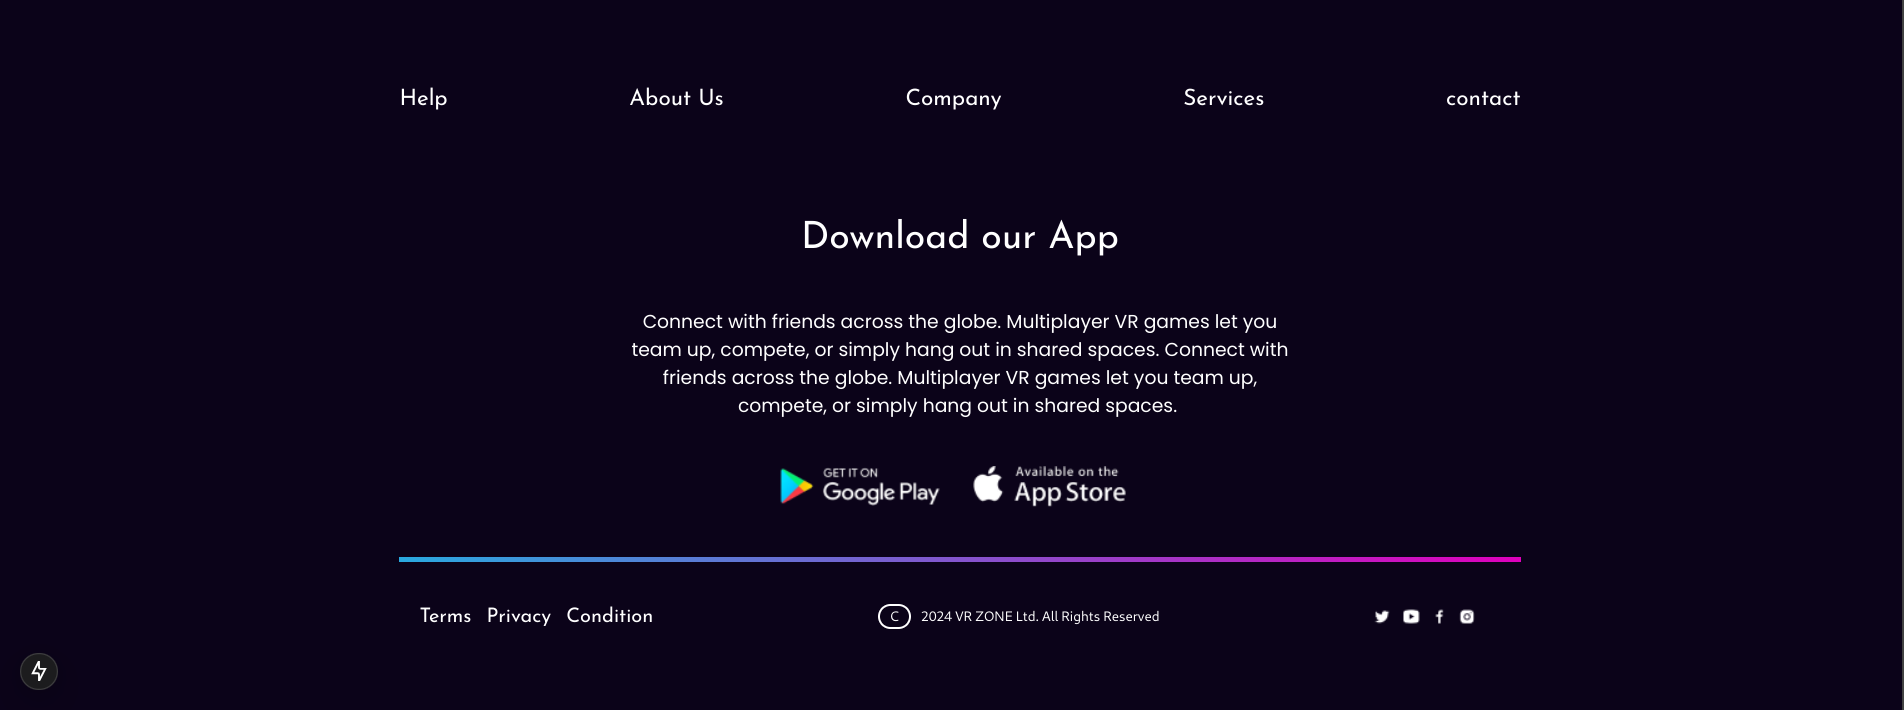 Help About Us Company Services contact
Download our App
Connect with friends across the globe. Multiplayer VR games let you
team up, compete, or simply hang out in shared spaces. Connect with
friends across the globe. Multiplayer VR games let you team up,
compete, or simply hang out in shared spaces.
GET IT ON
Google Play
Available on the
App Store
Terms Privacy Condition
C 2024 VR ZONE Ltd. All Rights Reserved